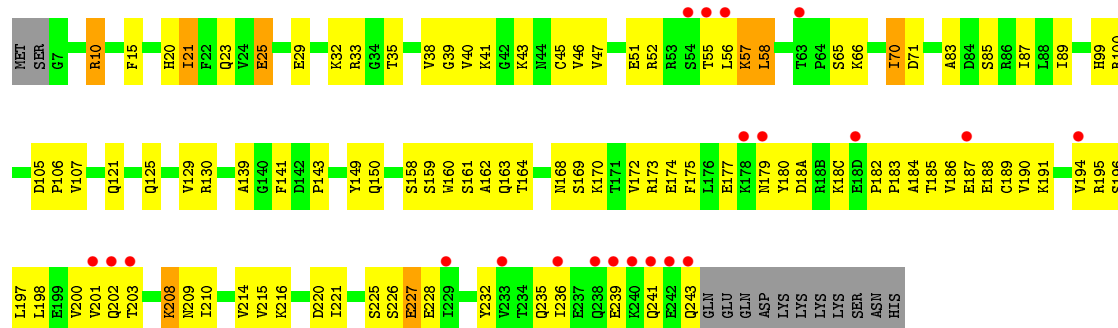 MET SER G7 R10 F15 H20 I21 F22 Q23 V24 E25 E29 K32 R33 G34 T35 V38 G39 V40 K41 G42 K43 N44 C45 V46 V47 E51 R52 R53 S54 T55 L56 K57 L58 T63 P64 S65 K66 I70 D71 A83 D84 S85 R86 I87 L88 I89 H99 R100
D105 P106 V107 Q121 Q125 V129 R130 A139 G140 F141 D142 P143 Y149 Q150 S158 S159 W160 S161 A162 Q163 T164 N168 S169 K170 T171 V172 R173 E174 F175 L176 E177 K178 N179 Y180 D18A R18B K18C E18D P182 P183 A184 T185 V186 E187 E188 C189 V190 K191 V194 R195 S196
L197 L198 E199 V200 V201 Q202 T203 K208 N209 I210 V214 V215 K216 D220 I221 S225 S226 E227 E228 I229 Y232 V233 T234 Q235 I236 E237 Q238 E239 K240 Q241 E242 Q243 GLN GLU GLN ASP LYS LYS LYS LYS SER ASN HIS